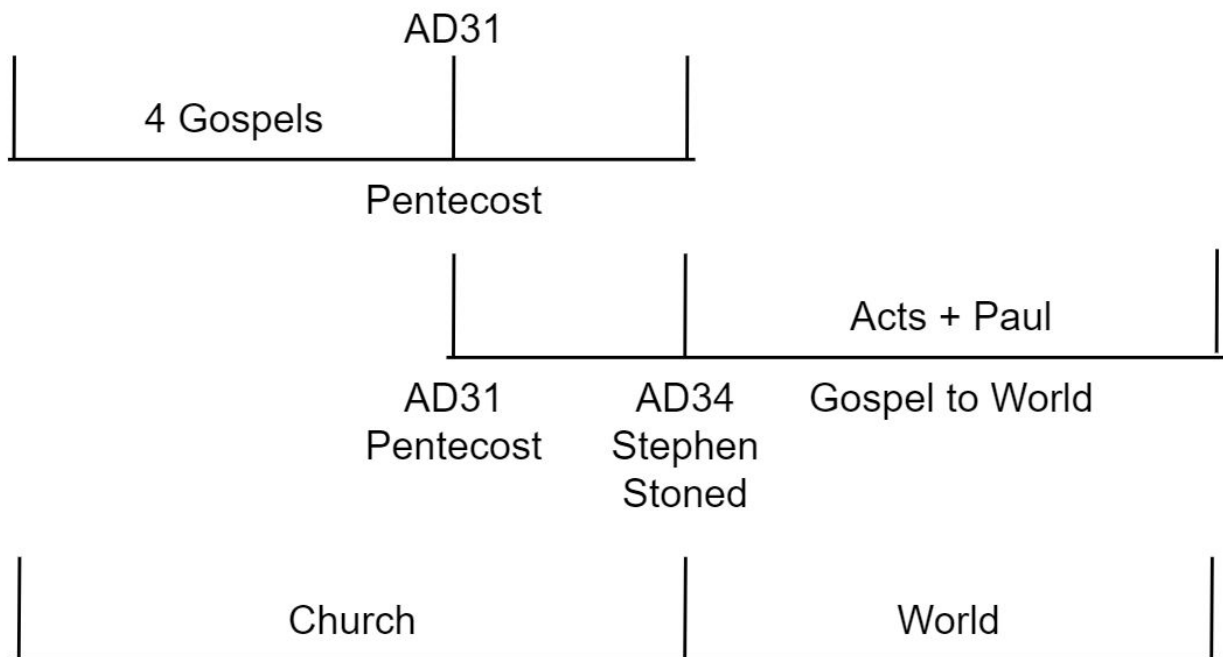 AD31
4 Gospels
Pentecost
Acts + Paul
AD31 AD34 Gospel to World
Pentecost Stephen
Stoned
Church World